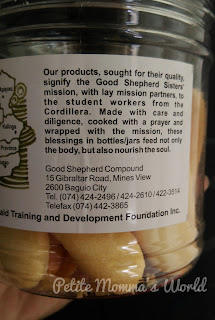 Our products, sought for their quality,
signify the Good Shepherd Sisters'
mission, with lay mission partners, to
the student workers from the
Cordillera. Made with care and
diligence, cooked with a prayer and
wrapped with the mission, these
blessings in bottles/jars feed not only
the body, but also nourish the soul.
Good Shepherd Compound
15 Gibraltar Road, Mines View
2600 Baguio City
Tel. (074) 424-2496 / 424-2610 / 422-3514
Telefax (074) 442-3865
aid Training and Development Foundation Inc.
Petite Momma's World